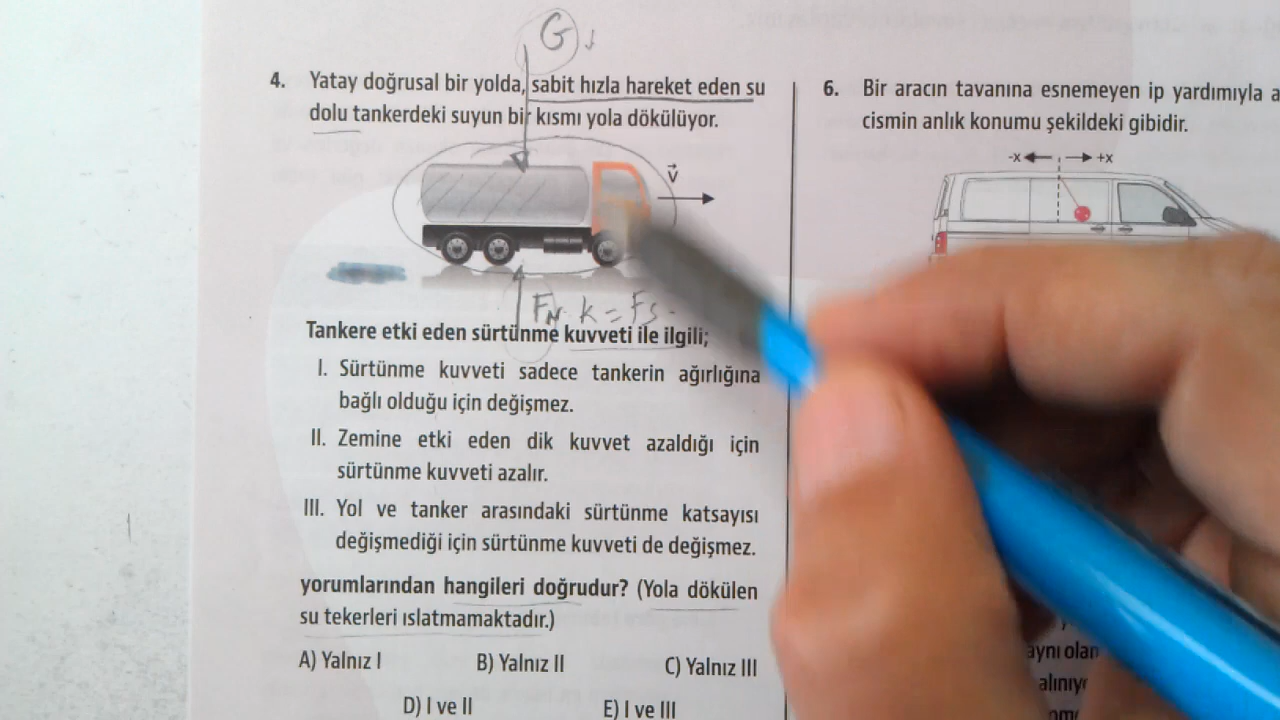 G
4. Yatay doğrusal bir yolda, sabit hızla hareket eden su
dolu tankerdeki suyun bir kısmı yola dökülüyor.
v
FN . k = Fs
Tankere etki eden sürtünme kuvveti ile ilgili;
I. Sürtünme kuvveti sadece tankerin ağırlığına
bağlı olduğu için değişmez.
II. Zemine etki eden dik kuvvet azaldığı için
sürtünme kuvveti azalır.
III. Yol ve tanker arasındaki sürtünme katsayısı
değişmediği için sürtünme kuvveti de değişmez.
yorumlarından hangileri doğrudur? (Yola dökülen
su tekerleri ıslatmamaktadır.)
A) Yalnız I B) Yalnız II C) Yalnız III
D) I ve II E) I ve III
6. Bir aracın tavanına esnemeyen ip yardımıyla a
cismin anlık konumu şekildeki gibidir.
-x +x
aynı olan